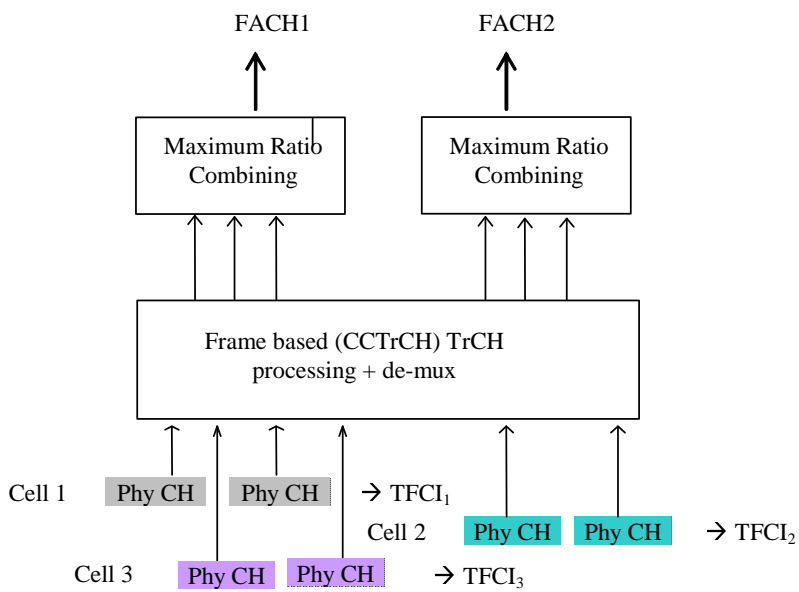 FACH1 FACH2
Maximum Ratio
Combining
Maximum Ratio
Combining
Frame based (CCTrCH) TrCH
processing + de-mux
Cell 1 Phy CH Phy CH → TFCI₁
Cell 2 Phy CH Phy CH → TFCI₂
Cell 3 Phy CH Phy CH → TFCI₃